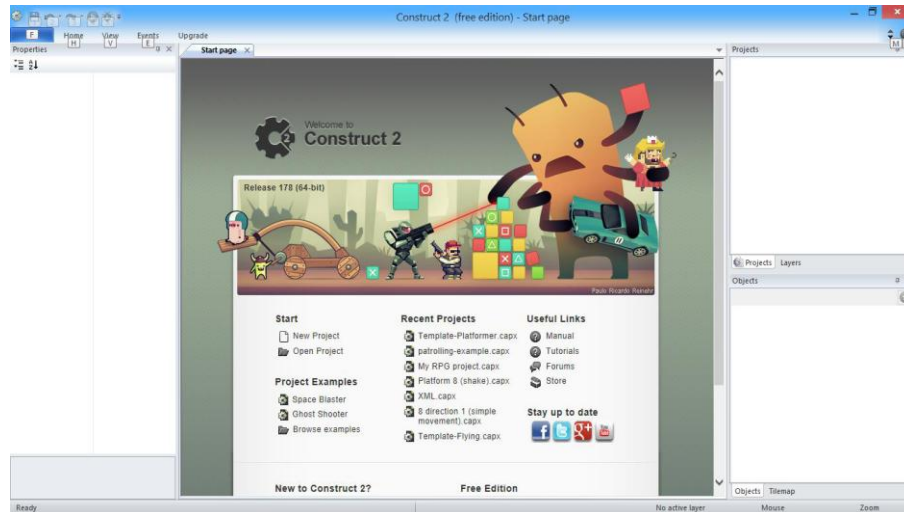 Construct 2 (free edition) - Start page
F
Home
View
Events
Upgrade
H
V
E
M
Properties
Start page
Projects
Welcome to
Construct 2
Release 178 (64-bit)
Paulo Ricardo Reinehr
Projects
Layers
Objects
Start
New Project
Open Project
Project Examples
Space Blaster
Ghost Shooter
Browse examples
Recent Projects
Template-Platformer.capx
patrolling-example.capx
My RPG project.capx
Platform 8 (shake).capx
XML.capx
8 direction 1 (simple
movement).capx
Template-Flying.capx
Useful Links
Manual
Tutorials
Forums
Store
Stay up to date
New to Construct 2?
Free Edition
Objects
Tilemap
Ready
No active layer
Mouse
Zoom